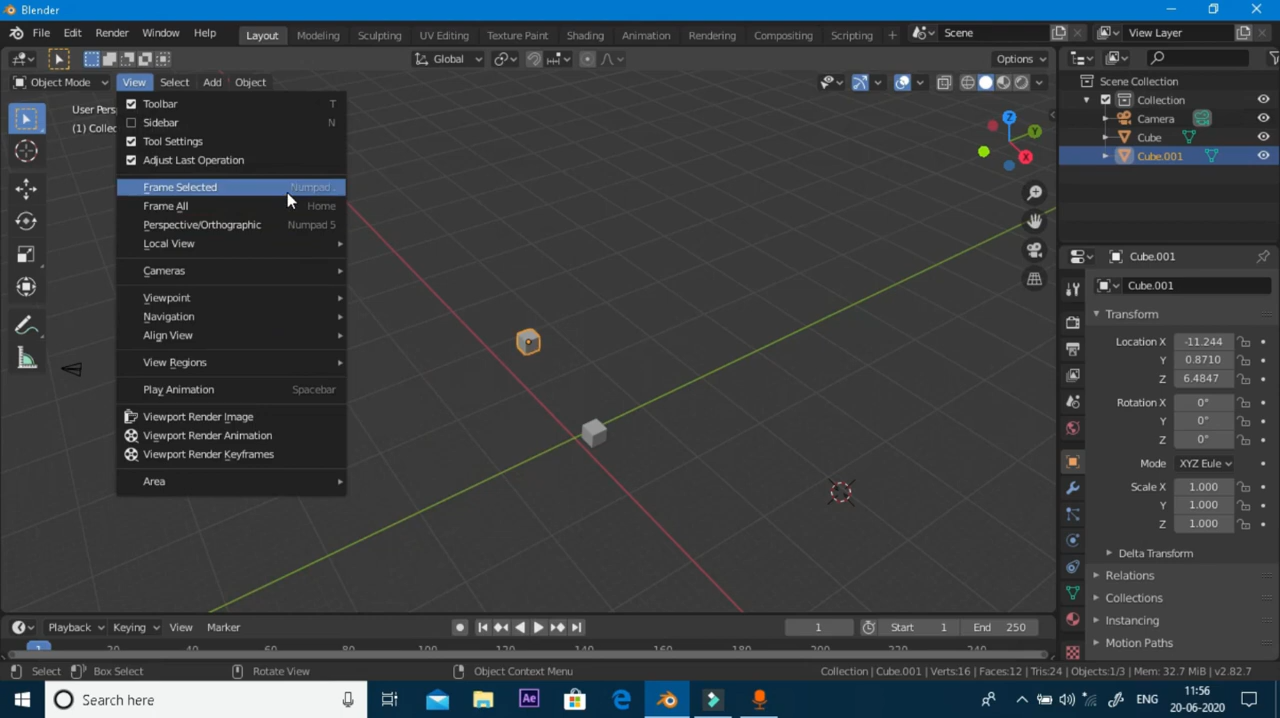 Blender
File Edit Render Window Help Layout Modeling Sculpting UV Editing Texture Paint Shading Animation Rendering Compositing Scripting + Scene View Layer
Global Options
Object Mode View Select Add Object
Toolbar T
Sidebar N
Tool Settings
Adjust Last Operation
Frame Selected Numpad .
Frame All Home
Perspective/Orthographic Numpad 5
Local View
Cameras
Viewpoint
Navigation
Align View
View Regions
Play Animation Spacebar
Viewport Render Image
Viewport Render Animation
Viewport Render Keyframes
Area
User Pers
(1) Collec
Z
Y
X
Scene Collection
Collection
Camera
Cube
Cube.001
Cube.001
Cube.001
Transform
Location X -11.244
Y 0.8710
Z 6.4847
Rotation X 0°
Y 0°
Z 0°
Mode XYZ Eule
Scale X 1.000
Y 1.000
Z 1.000
Delta Transform
Relations
Collections
Instancing
Motion Paths
Playback Keying View Marker 1 Start 1 End 250
1 20 40 60 80 100 120 140 160 180 200 220 240
Select Box Select Rotate View Object Context Menu Collection | Cube.001 | Verts:16 | Faces:12 | Tris:24 | Objects:1/3 | Mem: 32.7 MiB | v2.82.7
Search here Ae ENG 11:56
20-06-2020